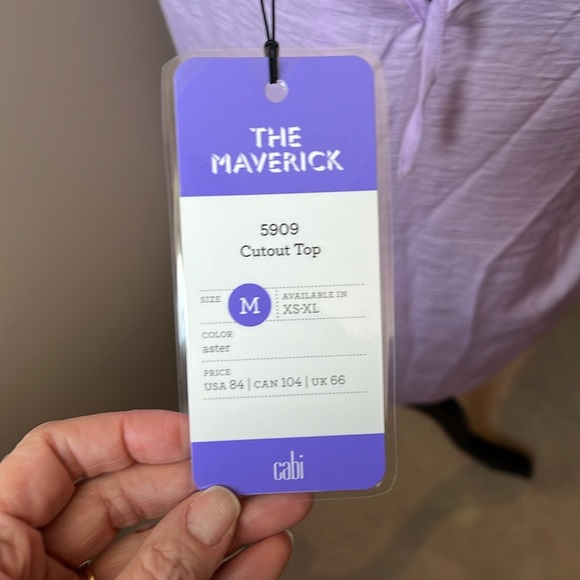 THE
MAVERICK
5909
Cutout Top
SIZE M AVAILABLE IN
XS-XL
COLOR
aster
PRICE
USA 84 | CAN 104 | UK 66
cabi